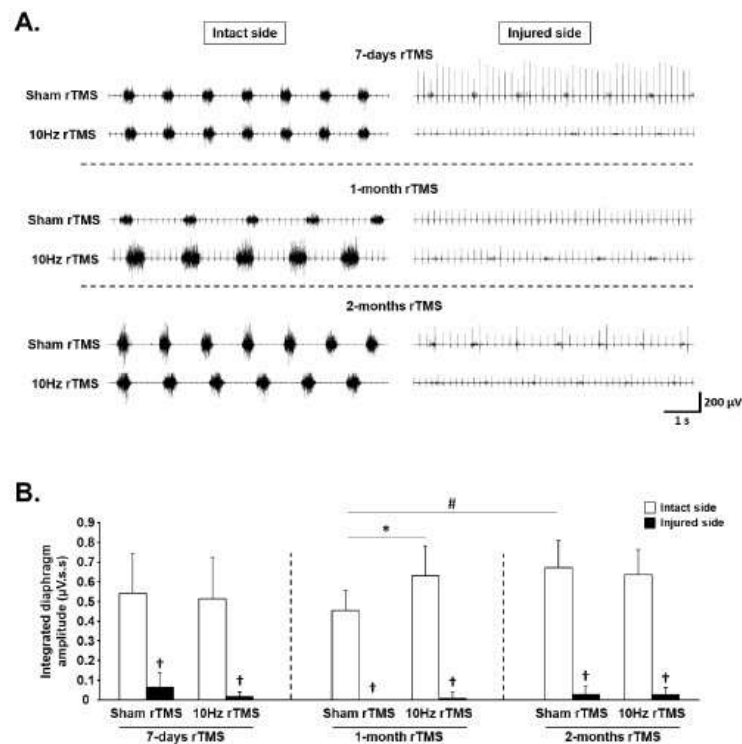 A.
Intact side
Injured side
7-days rTMS
Sham rTMS
10Hz rTMS
1-month rTMS
Sham rTMS
10Hz rTMS
2-months rTMS
Sham rTMS
10Hz rTMS
200 µV
1 s
B.
#
*
Intact side
Injured side
Integrated diaphragm
amplitude (µV.s.s)
0.9
0.8
0.7
0.6
0.5
0.4
0.3
0.2
0.1
0
† † † † † †
Sham rTMS 10Hz rTMS Sham rTMS 10Hz rTMS Sham rTMS 10Hz rTMS
7-days rTMS 1-month rTMS 2-months rTMS